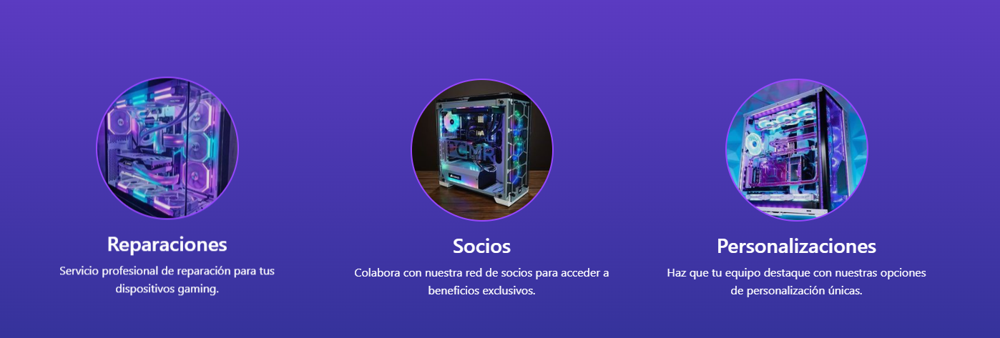 Reparaciones
Servicio profesional de reparación para tus
dispositivos gaming.
Socios
Colabora con nuestra red de socios para acceder a
beneficios exclusivos.
Personalizaciones
Haz que tu equipo destaque con nuestras opciones
de personalización únicas.